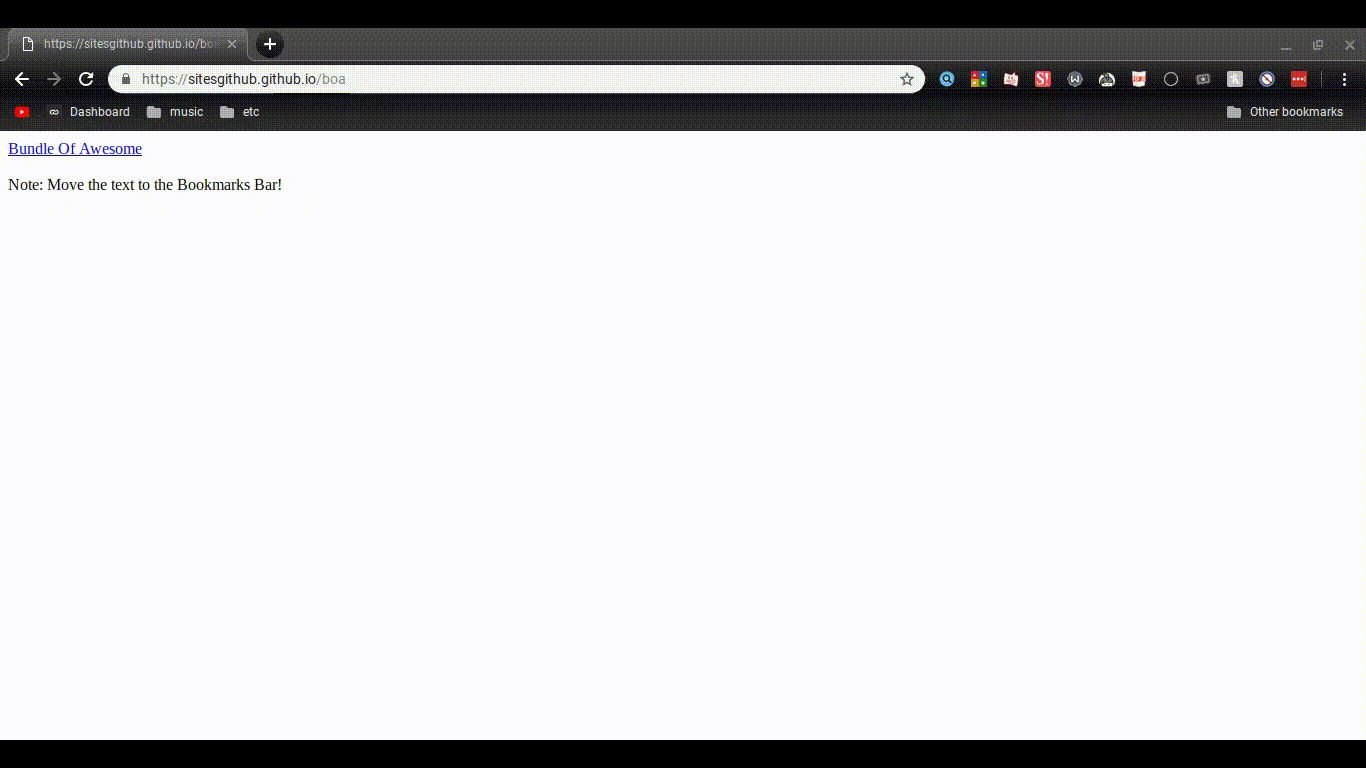 https://sitesgithub.github.io/bo
https://sitesgithub.github.io/boa
Dashboard
music
etc
Other bookmarks
Bundle Of Awesome
Note: Move the text to the Bookmarks Bar!